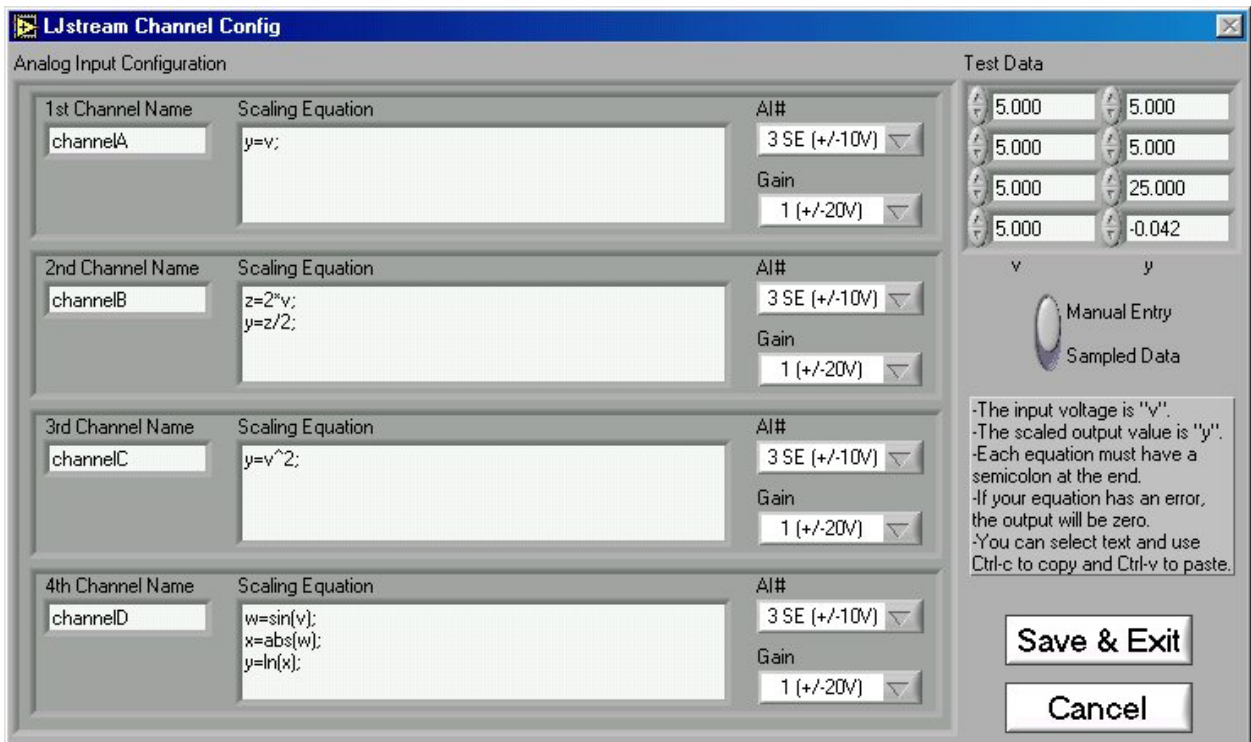 LJstream Channel Config
Analog Input Configuration
1st Channel Name
Scaling Equation
AI#
channelA
y=v;
3 SE (+/-10V)
Gain
1 (+/-20V)
2nd Channel Name
Scaling Equation
AI#
channelB
z=2*v;
y=z/2;
3 SE (+/-10V)
Gain
1 (+/-20V)
3rd Channel Name
Scaling Equation
AI#
channelC
y=v^2;
3 SE (+/-10V)
Gain
1 (+/-20V)
4th Channel Name
Scaling Equation
AI#
channelD
w=sin(v);
x=abs(w);
y=ln(x);
3 SE (+/-10V)
Gain
1 (+/-20V)
Test Data
5.000 5.000
5.000 5.000
5.000 25.000
5.000 -0.042
v y
Manual Entry
Sampled Data
-The input voltage is "v".
-The scaled output value is "y".
-Each equation must have a
semicolon at the end.
-If your equation has an error,
the output will be zero.
-You can select text and use
Ctrl-c to copy and Ctrl-v to paste.
Save & Exit
Cancel